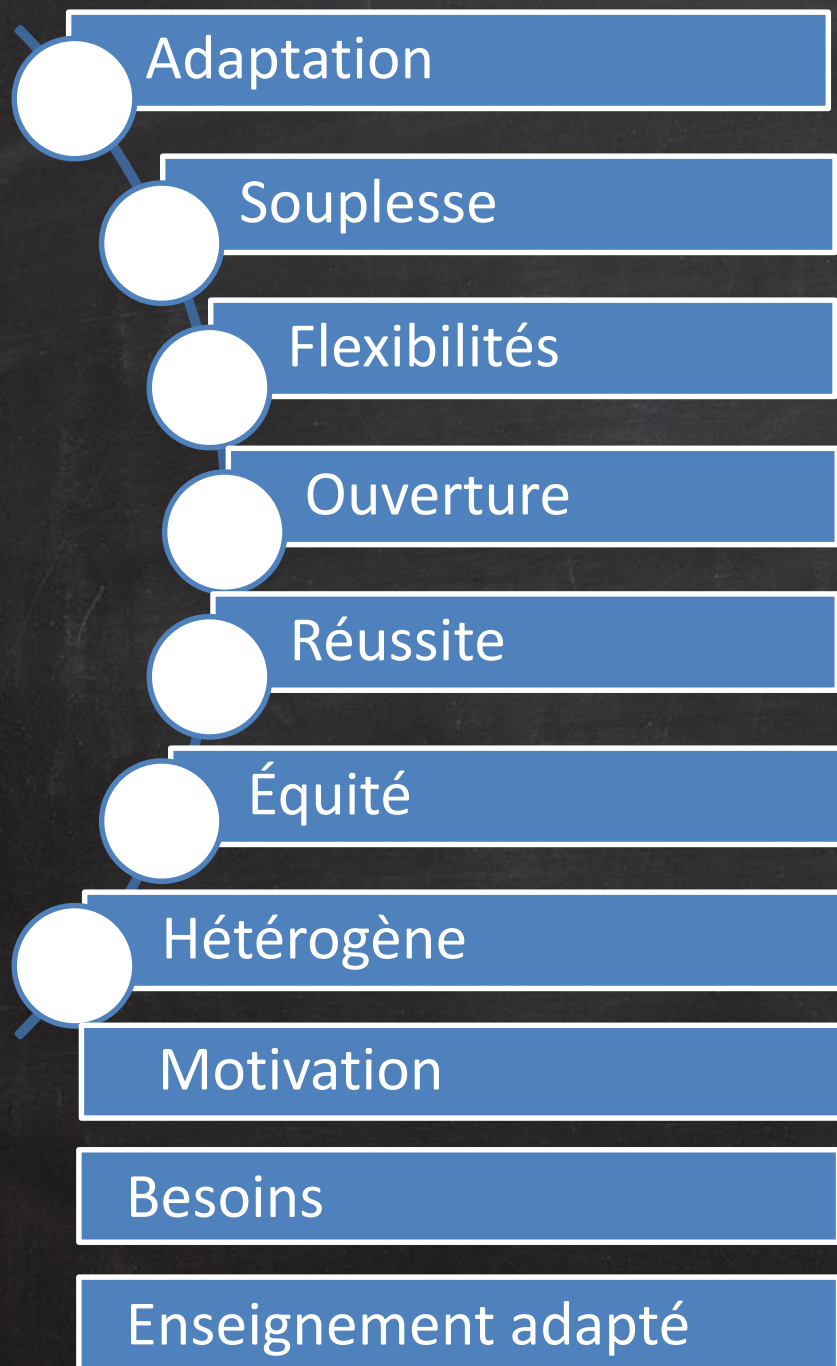 Adaptation
Souplesse
Flexibilités
Ouverture
Réussite
Équité
Hétérogène
Motivation
Besoins
Enseignement adapté